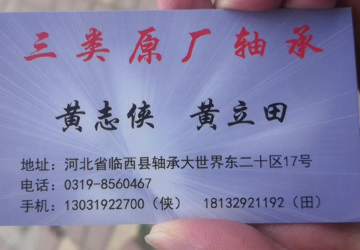 三类原厂轴承
黄志侠 黄立田
地址：河北省临西县轴承大世界东二十区17号
电话：0319-8560467
手机：13031922700（侠） 18132921192（田）